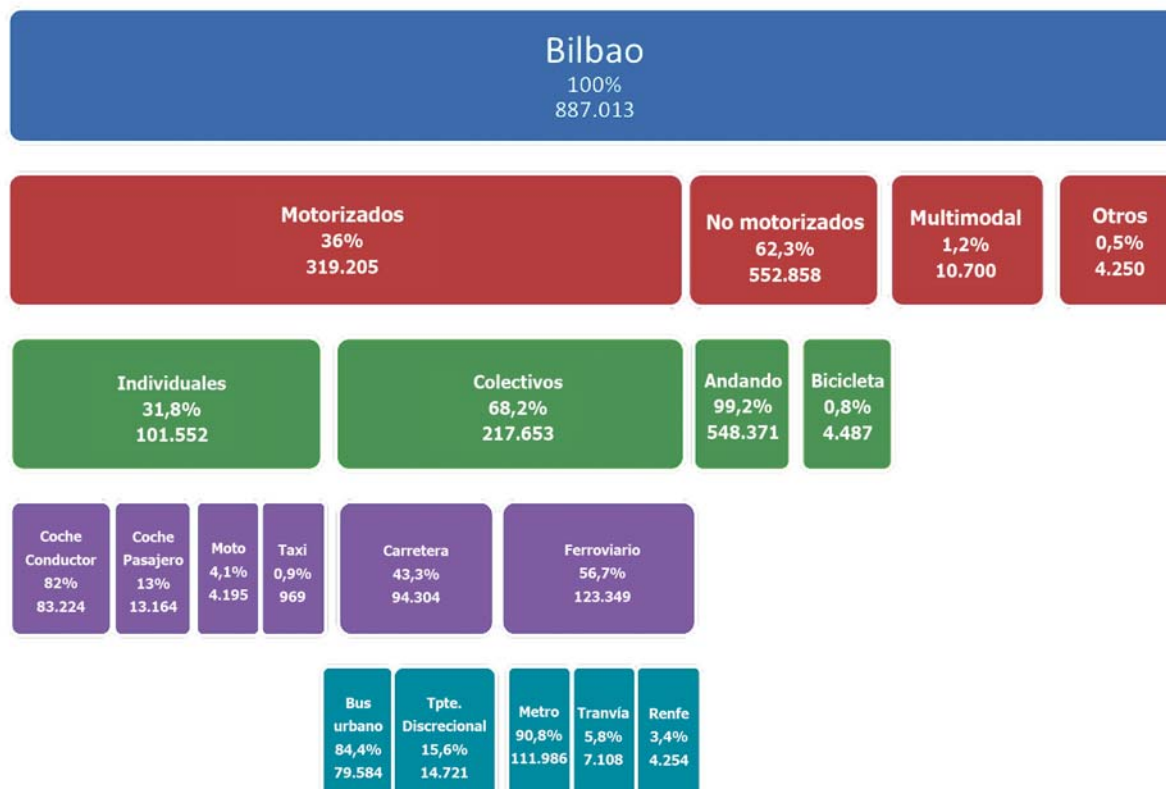 Bilbao
100%
887.013
Motorizados
36%
319.205
No motorizados
62,3%
552.858
Multimodal
1,2%
10.700
Otros
0,5%
4.250
Individuales
31,8%
101.552
Colectivos
68,2%
217.653
Andando
99,2%
548.371
Bicicleta
0,8%
4.487
Coche
Conductor
82%
83.224
Coche
Pasajero
13%
13.164
Moto
4,1%
4.195
Taxi
0,9%
969
Carretera
43,3%
94.304
Ferroviario
56,7%
123.349
Bus
urbano
84,4%
79.584
Tpte.
Discrecional
15,6%
14.721
Metro
90,8%
111.986
Tranvía
5,8%
7.108
Renfe
3,4%
4.254